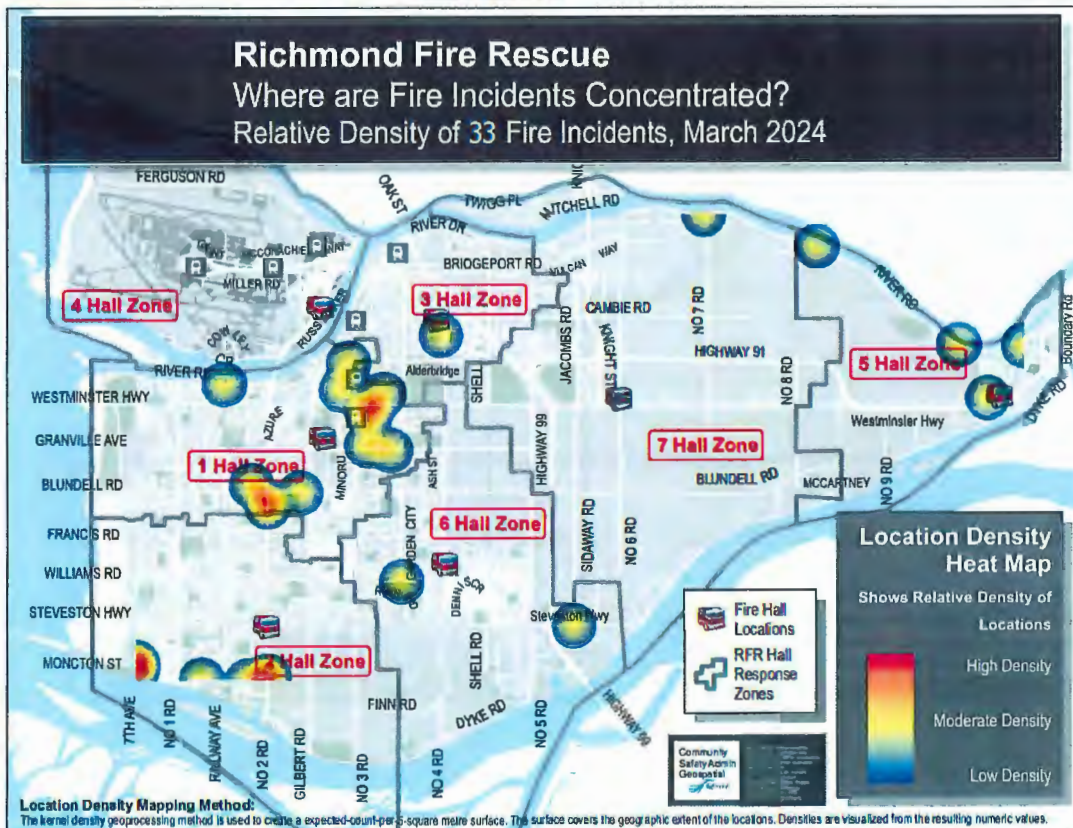 Richmond Fire Rescue
Where are Fire Incidents Concentrated?
Relative Density of 33 Fire Incidents, March 2024
FERGUSON RD
OAK ST
TWIGG PL
MITCHELL RD
RIVER DR
MILLER RD
BRIDGEPORT RD
VULCAN WAY
4 Hall Zone
3 Hall Zone
CAMBIE RD
NO 7 RD
RIVER RD
Boundary Rd
JACOBS RD
KNIGHT ST
HIGHWAY 91
NO 8 RD
5 Hall Zone
Alderbridge
SHELL
WESTMINSTER HWY
AZURE
Westminster Hwy
DYKE RD
GRANVILLE AVE
MINORU
ASH ST
HIGHWAY 99
1 Hall Zone
7 Hall Zone
BLUNDELL RD
BLUNDELL RD
MCCARTNEY
NO 9 RD
FRANCIS RD
6 Hall Zone
GARDEN CITY
SIDAWAY RD
NO 6 RD
WILLIAMS RD
STEVESTON HWY
Steveston Hwy
SHELL RD
MONCTON ST
2 Hall Zone
FINN RD
DYKE RD
HIGHWAY 99
7TH AVE
NO 1 RD
RAILWAY AVE
NO 2 RD
GILBERT RD
NO 3 RD
NO 4 RD
NO 5 RD
Fire Hall
Locations
RFR Hall
Response
Zones
Community
Safety Admin
Geospatial
Location Density
Heat Map
Shows Relative Density of
Locations
High Density
Moderate Density
Low Density
Location Density Mapping Method:
The kernel density geoprocessing method is used to create a expected-count-per-5-square metre surface. The surface covers the geographic extent of the locations. Densities are visualized from the resulting numeric values.